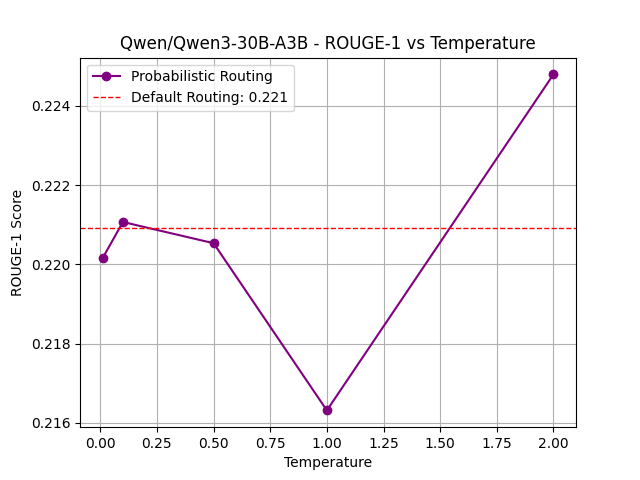 Qwen/Qwen3-30B-A3B - ROUGE-1 vs Temperature
Probabilistic Routing
Default Routing: 0.221
ROUGE-1 Score
0.224
0.222
0.220
0.218
0.216
0.00 0.25 0.50 0.75 1.00 1.25 1.50 1.75 2.00
Temperature